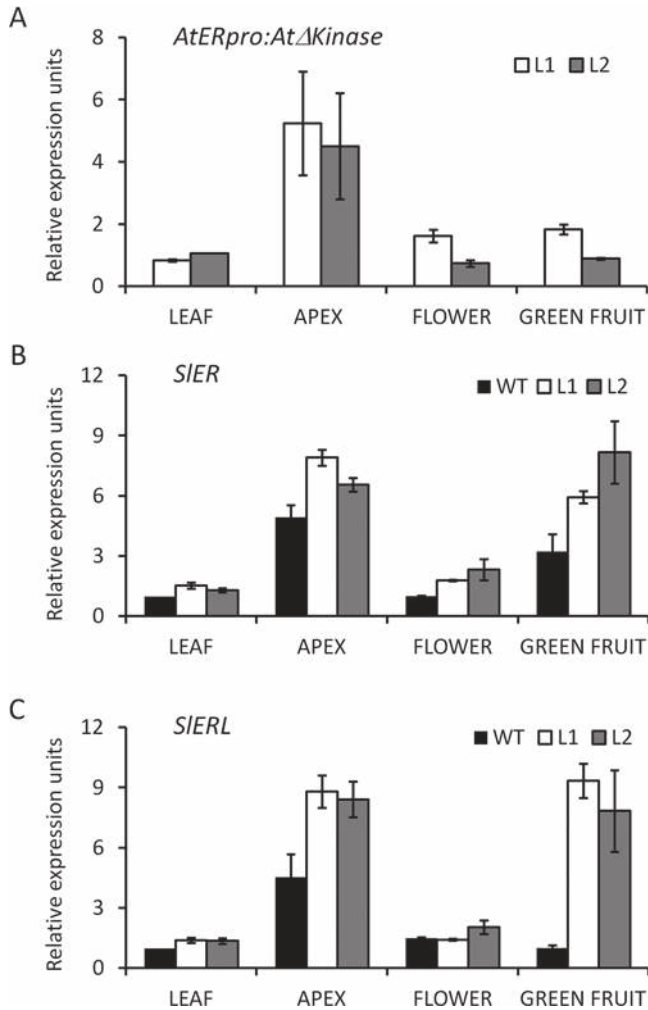 A
AtERpro:AtΔKinase
L1 L2
Relative expression units
8
6
4
2
0
LEAF APEX FLOWER GREEN FRUIT
B
SlER
WT L1 L2
Relative expression units
12
9
6
3
0
LEAF APEX FLOWER GREEN FRUIT
C
SlERL
WT L1 L2
Relative expression units
12
9
6
3
0
LEAF APEX FLOWER GREEN FRUIT